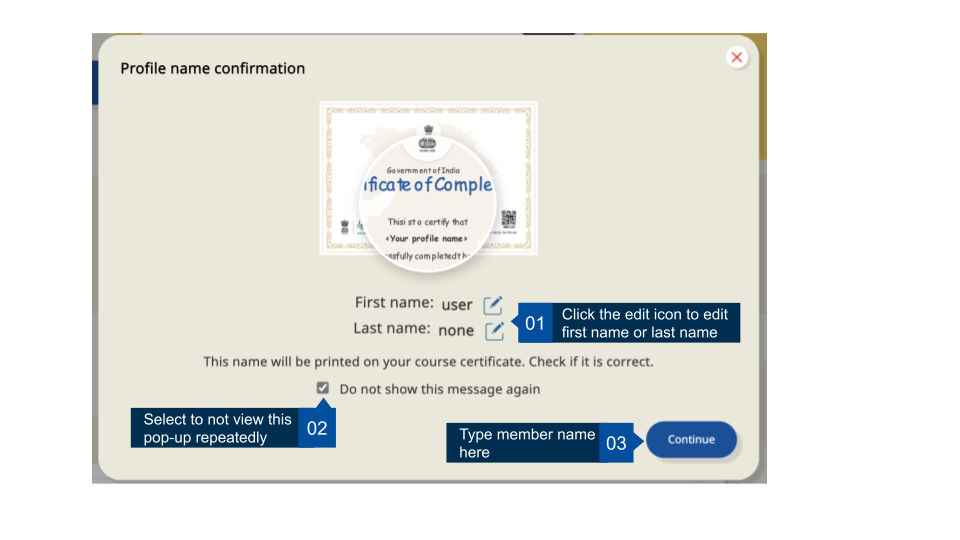 Profile name confirmation
Government of India
ificate of Comple
Thisi st o certify that
<Your profile name>
ssfully completed th
First name: user
Last name: none
01
Click the edit icon to edit
first name or last name
This name will be printed on your course certificate. Check if it is correct.
Do not show this message again
Select to not view this
pop-up repeatedly
02
Type member name
here
03
Continue